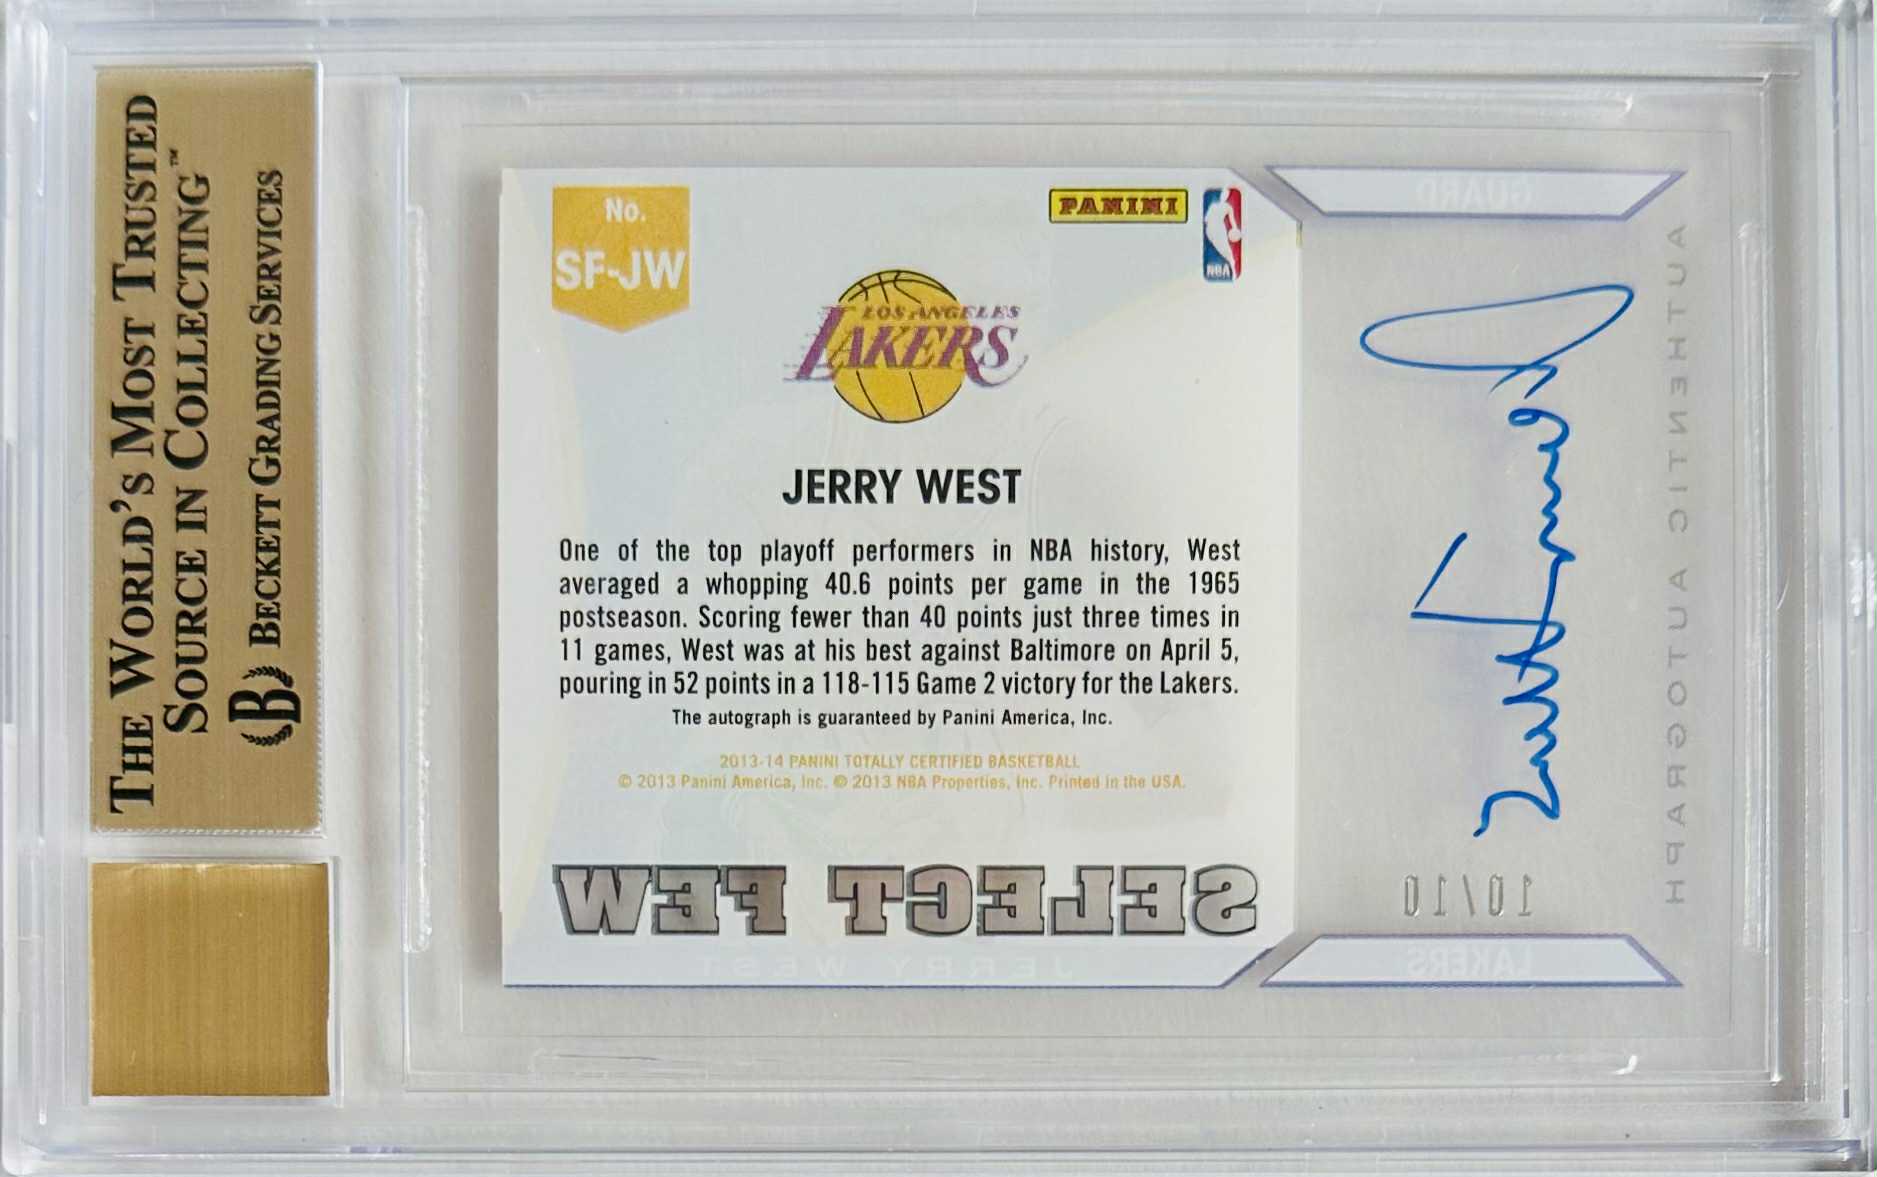 THE WORLD'S MOST TRUSTED
SOURCE IN COLLECTING™
B BECKETT GRADING SERVICES
No.
SF-JW
PANINI
NBA
LOS ANGELES
LAKERS
JERRY WEST
One of the top playoff performers in NBA history, West
averaged a whopping 40.6 points per game in the 1965
postseason. Scoring fewer than 40 points just three times in
11 games, West was at his best against Baltimore on April 5,
pouring in 52 points in a 118-115 Game 2 victory for the Lakers.
The autograph is guaranteed by Panini America, Inc.
2013-14 PANINI TOTALLY CERTIFIED BASKETBALL
© 2013 Panini America, Inc. © 2013 NBA Properties, Inc. Printed in the USA.
SELECT FEW
JERRY WEST
GUARD
AUTHENTIC AUTOGRAPH
Jerry West
10/10
LAKERS